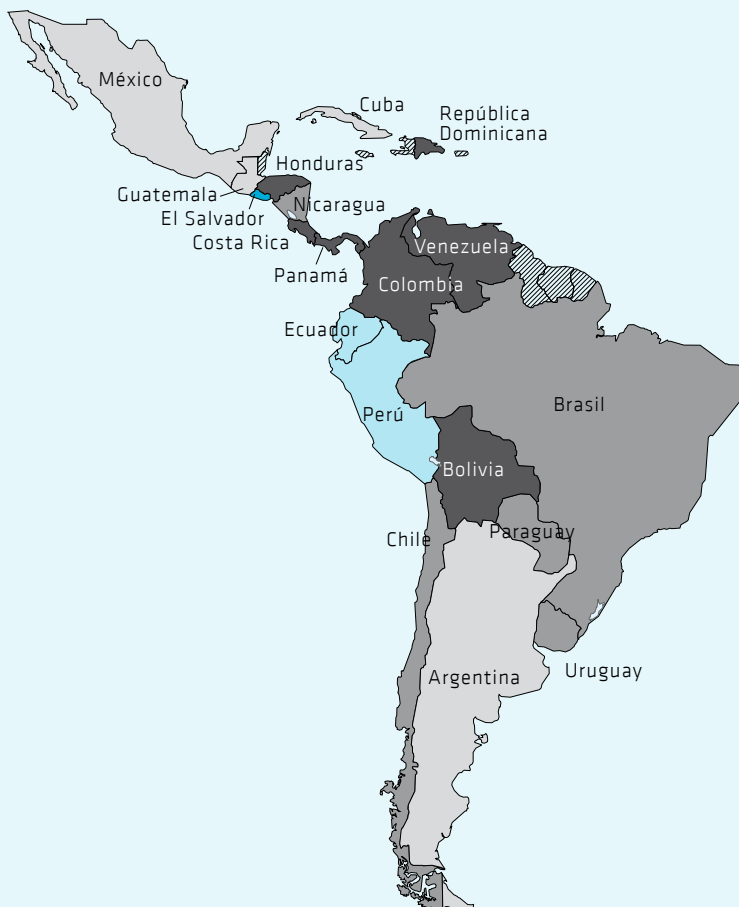 México
Cuba
República
Dominicana
Honduras
Guatemala
Nicaragua
El Salvador
Costa Rica
Venezuela
Panamá
Colombia
Ecuador
Brasil
Perú
Bolivia
Paraguay
Chile
Uruguay
Argentina